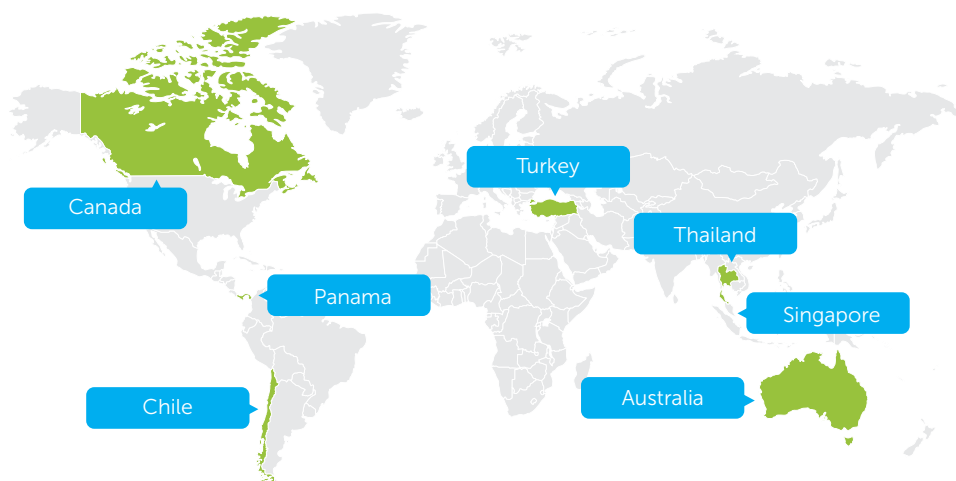 Turkey
Canada
Thailand
Panama
Singapore
Australia
Chile